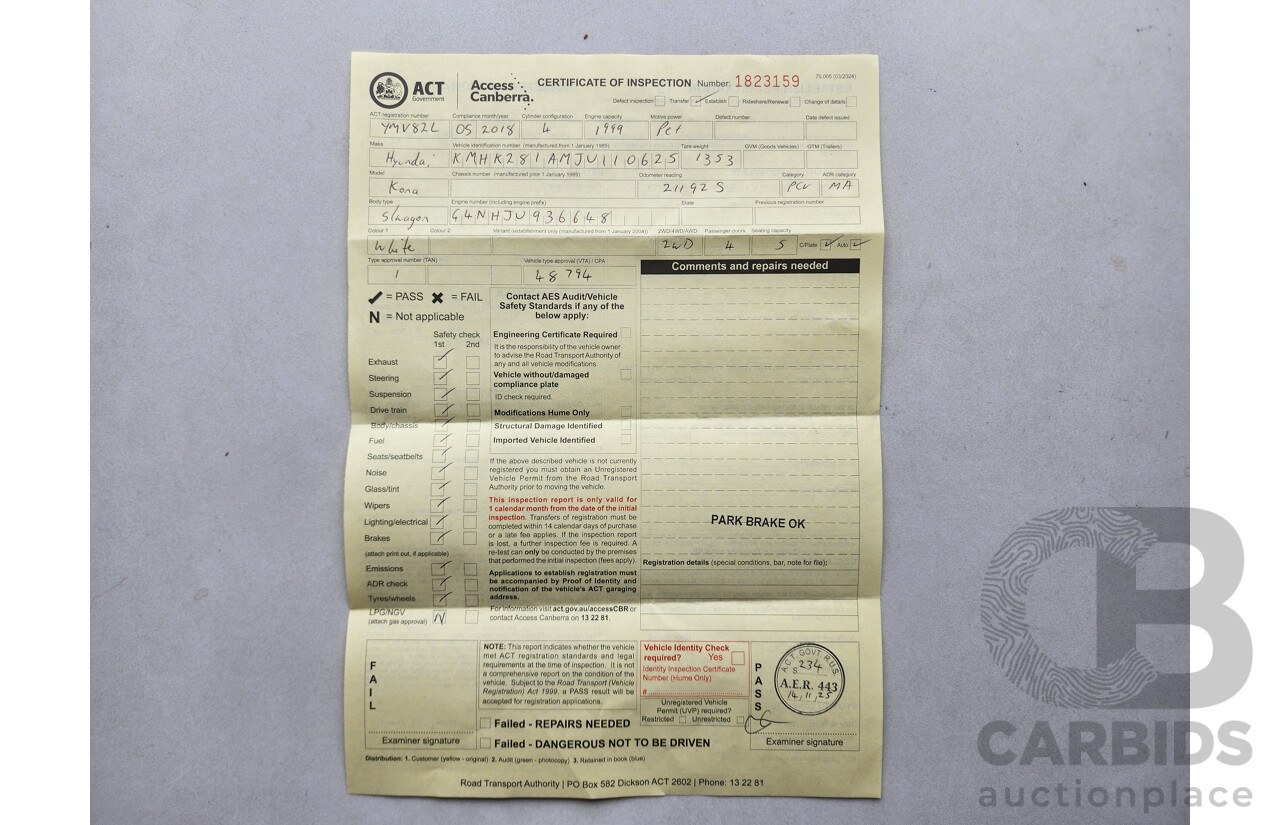 ACT Government
Access Canberra.
CERTIFICATE OF INSPECTION Number: 1823159
70.005 (03/2024)
Defect inspection Transfer Establish Rideshare/Renewal Change of details
ACT registration number Compliance month/year Cylinder configuration Engine capacity Motive power Defect number Date defect issued
YMV82L 05 2018 4 1999 Pet
Make Vehicle identification number (manufactured from 1 January 1989) Tare weight GVM (Goods Vehicles) GTM (Trailers)
Hyundai KMHK281AMJU110625 1353
Model Chassis number (manufactured prior 1 January 1989) Odometer reading Category ADR category
Kona 211925 PCV MA
Body type Engine number (including engine prefix) State Previous registration number
S/wagon G4NHJU936648
Colour 1 Colour 2 Variant (establishment only (manufactured from 1 January 2004)) 2WD/4WD/AWD Passenger doors Seating capacity
White 2WD 4 5 C/Plate Auto
Type approval number (TAN) Vehicle type approval (VTA) / CPA
1 48794
Comments and repairs needed
= PASS = FAIL
N = Not applicable
Safety check
1st 2nd
Exhaust
Steering
Suspension
Drive train
Body/chassis
Fuel
Seats/seatbelts
Noise
Glass/tint
Wipers
Lighting/electrical
Brakes
(attach print out, if applicable)
Emissions
ADR check
Tyres/wheels
LPG/NGV
(attach gas approval) N
Contact AES Audit/Vehicle
Safety Standards if any of the
below apply:
Engineering Certificate Required
It is the responsibility of the vehicle owner
to advise the Road Transport Authority of
any and all vehicle modifications.
Vehicle without/damaged
compliance plate
ID check required.
Modifications Hume Only
Structural Damage Identified
Imported Vehicle Identified
If the above described vehicle is not currently
registered you must obtain an Unregistered
Vehicle Permit from the Road Transport
Authority prior to moving the vehicle.
This inspection report is only valid for
1 calendar month from the date of the initial
inspection. Transfers of registration must be
completed within 14 calendar days of purchase
or a late fee applies. If the inspection report
is lost, a further inspection fee is required. A
re-test can only be conducted by the premises
that performed the initial inspection (fees apply).
Applications to establish registration must
be accompanied by Proof of Identity and
notification of the vehicle's ACT garaging
address.
For information visit act.gov.au/accessCBR or
contact Access Canberra on 13 22 81.
PARK BRAKE OK
Registration details (special conditions, bar, note for file):
FAIL
Examiner signature
NOTE: This report indicates whether the vehicle
met ACT registration standards and legal
requirements at the time of inspection. It is not
a comprehensive report on the condition of the
vehicle. Subject to the Road Transport (Vehicle
Registration) Act 1999, a PASS result will be
accepted for registration applications.
Failed - REPAIRS NEEDED
Failed - DANGEROUS NOT TO BE DRIVEN
Vehicle Identity Check
required? Yes
Identity Inspection Certificate
Number (Hume Only)
#
Unregistered Vehicle
Permit (UVP) required?
Restricted Unrestricted
PASS
A.C.T. GOVT R.U.S.
S. 234
A.E.R. 443
14,11,25
Examiner signature
Distribution: 1. Customer (yellow - original) 2. Audit (green - photocopy) 3. Retained in book (blue)
Road Transport Authority | PO Box 582 Dickson ACT 2602 | Phone: 13 22 81
CARBIDS
auctionplace